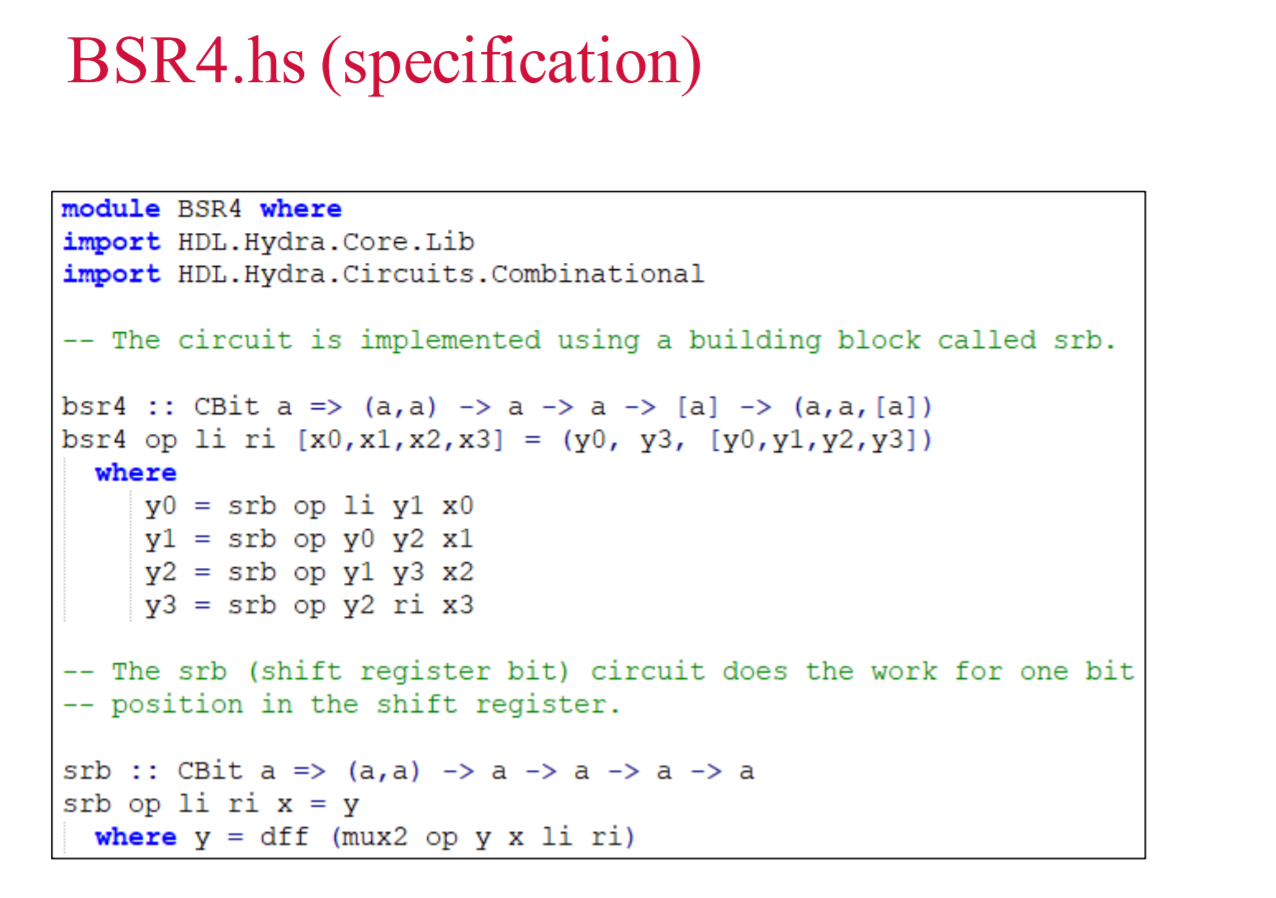 BSR4.hs (specification)
module BSR4 where
import HDL.Hydra.Core.Lib
import HDL.Hydra.Circuits.Combinational
-- The circuit is implemented using a building block called srb.
bsr4 :: CBit a => (a,a) -> a -> a -> [a] -> (a,a,[a])
bsr4 op li ri [x0,x1,x2,x3] = (y0, y3, [y0,y1,y2,y3])
where
y0 = srb op li y1 x0
y1 = srb op y0 y2 x1
y2 = srb op y1 y3 x2
y3 = srb op y2 ri x3
-- The srb (shift register bit) circuit does the work for one bit
-- position in the shift register.
srb :: CBit a => (a,a) -> a -> a -> a -> a
srb op li ri x = y
where y = dff (mux2 op y x li ri)